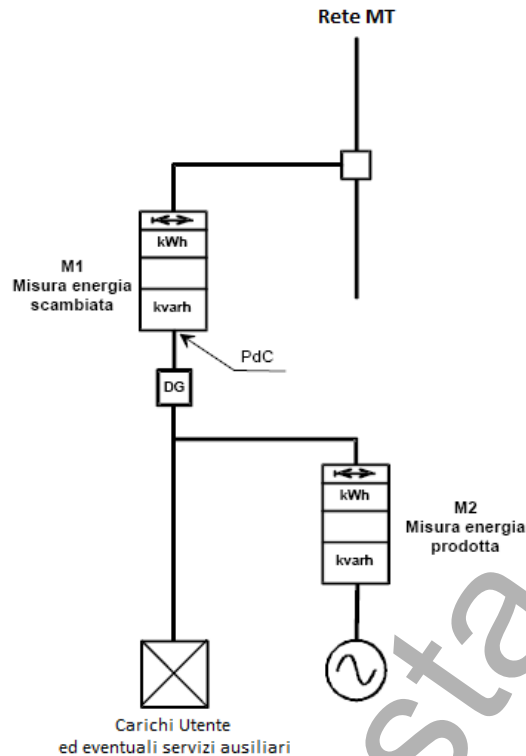 Rete MT
kWh
M1
Misura energia
scambiata
kvarh
PdC
DG
kWh
M2
Misura energia
prodotta
kvarh
Carichi Utente
ed eventuali servizi ausiliari
sta